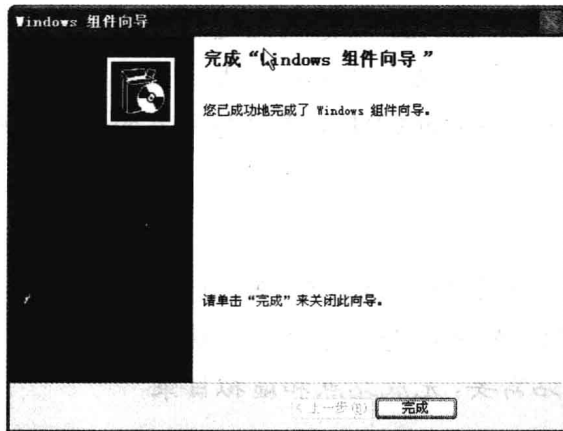 Windows 组件向导
完成“Windows 组件向导”
您已成功地完成了 Windows 组件向导。
请单击“完成”来关闭此向导。
上一步(B)
完成